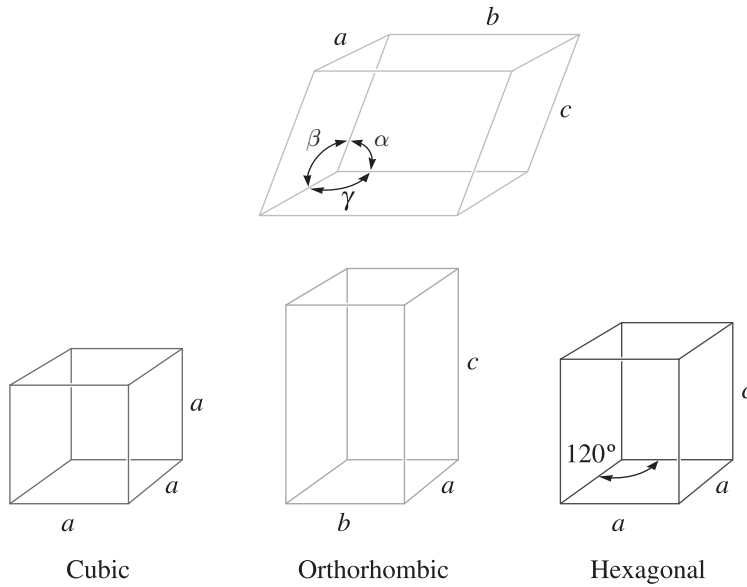 a b
c
β α
γ
c
a
c
120°
a a a
a b a
Cubic Orthorhombic Hexagonal